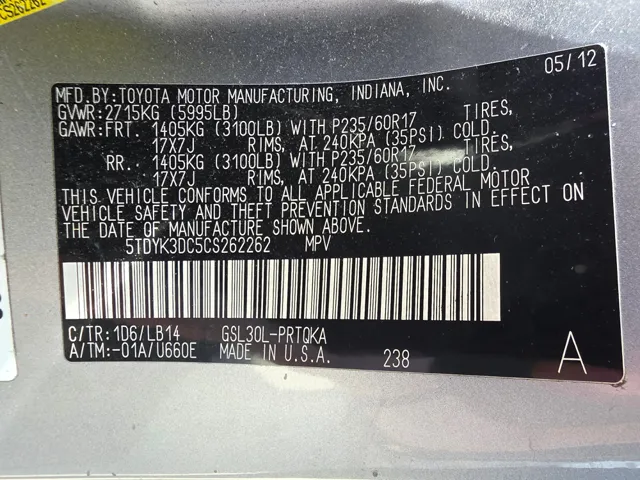 CS262262
05/12
MFD.BY:TOYOTA MOTOR MANUFACTURING, INDIANA, INC.
GVWR:2715KG (5995LB)
GAWR:FRT. 1405KG (3100LB) WITH P235/60R17 TIRES,
17X7J RIMS, AT 240KPA (35PSI) COLD.
RR. 1405KG (3100LB) WITH P235/60R17 TIRES,
17X7J RIMS, AT 240KPA (35PSI) COLD.
THIS VEHICLE CONFORMS TO ALL APPLICABLE FEDERAL MOTOR
VEHICLE SAFETY AND THEFT PREVENTION STANDARDS IN EFFECT ON
THE DATE OF MANUFACTURE SHOWN ABOVE.
5TDYK3DC5CS262262 MPV
C/TR:1D6/LB14 GSL30L-PRTQKA
A/TM:-01A/U660E MADE IN U.S.A. 238
A